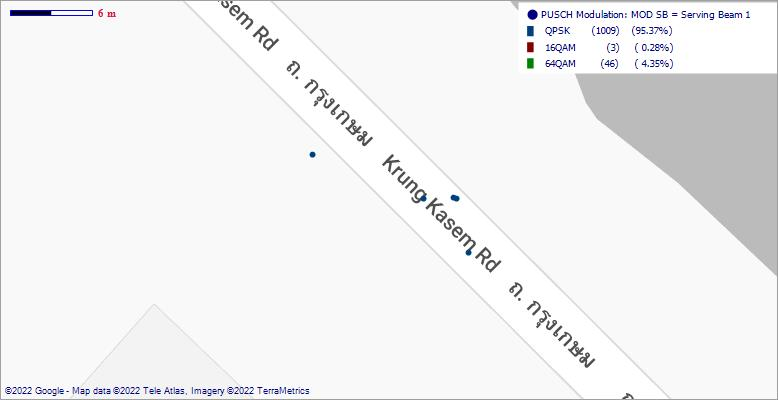 6 m
PUSCH Modulation: MOD SB = Serving Beam 1
QPSK (1009) (95.37%)
16QAM (3) ( 0.28%)
64QAM (46) ( 4.35%)
sem Rd
ถ. กรุงเกษม
Krung Kasem Rd
ถ. กรุงเกษม
©2022 Google - Map data ©2022 Tele Atlas, Imagery ©2022 TerraMetrics